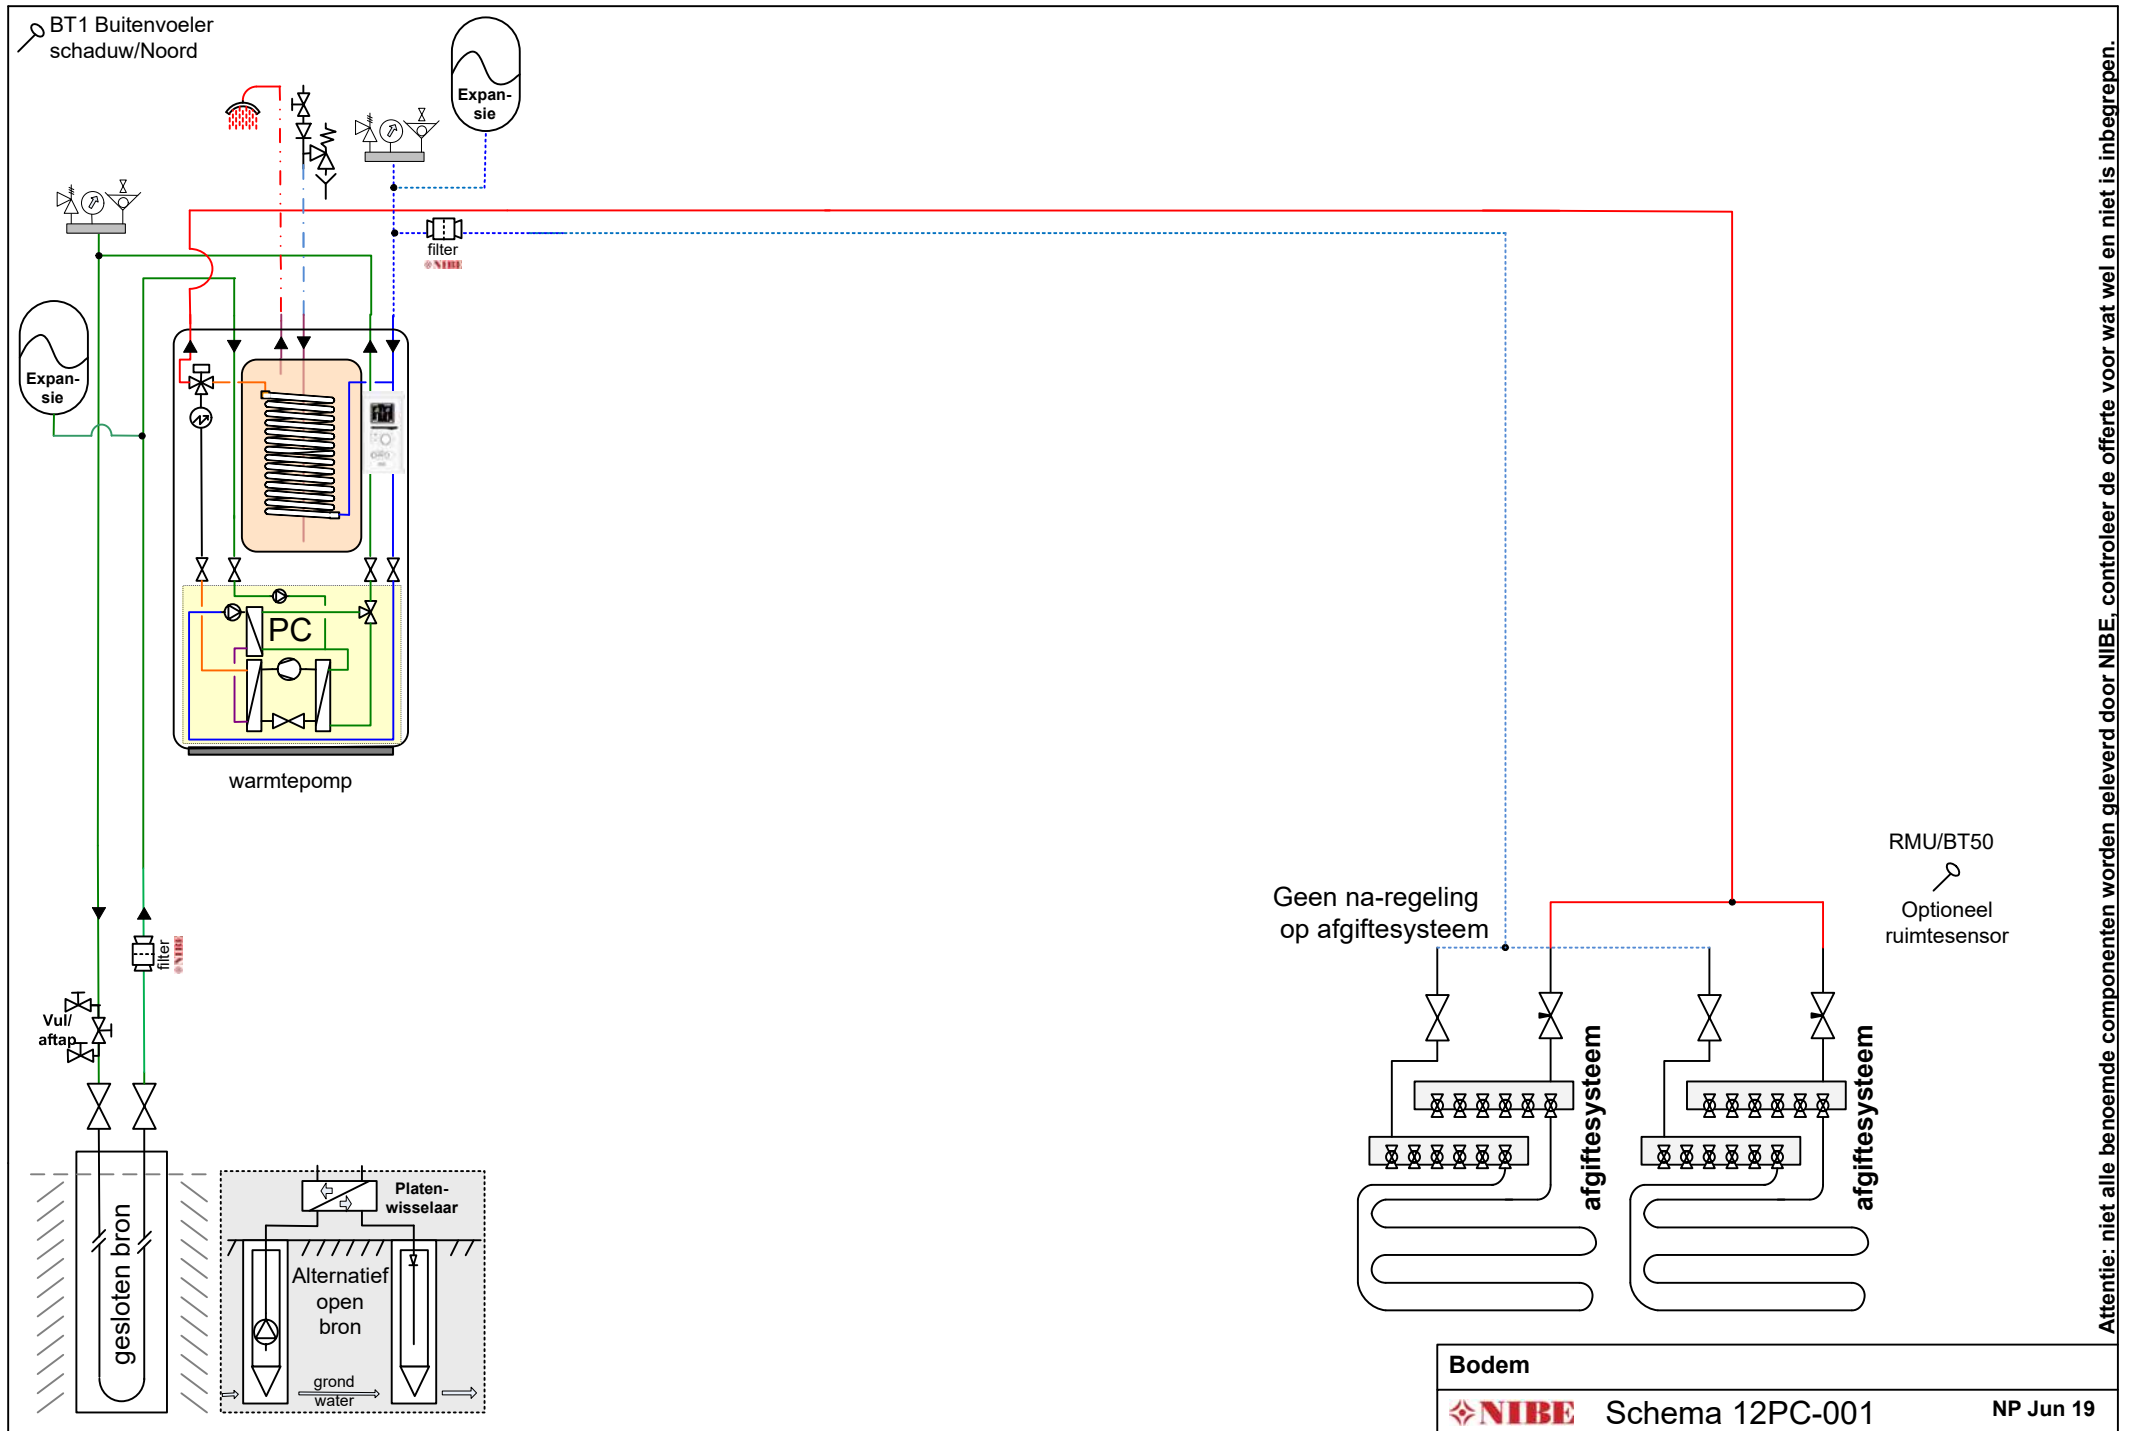 BT1 Buitenvoeler
schaduw/Noord
Expan-
sie
filter
NIBE
Expan-
sie
PC
warmtepomp
filter
NIBE
Vul/
aftap
gesloten bron
Platen-
wisselaar
Alternatief
open
bron
grond
water
Geen na-regeling
op afgiftesysteem
RMU/BT50
Optioneel
ruimtesensor
afgiftesysteem
afgiftesysteem
Attentie: niet alle benoemde componenten worden geleverd door NIBE, controleer de offerte voor wat wel en niet is inbegrepen.
Bodem
NIBE Schema 12PC-001 NP Jun 19